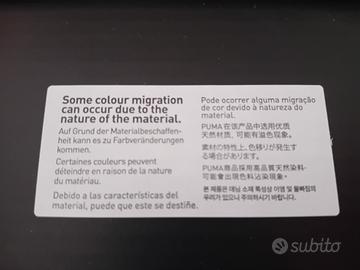 Some colour migration
can occur due to the
nature of the material.
Auf Grund der Materialbeschaffen-
heit kann es zu Farbveränderungen
kommen.
Certaines couleurs peuvent
déteindre en raison de la nature
du matériau.
Debido a las características del
material, puede que este se destiñe.
Pode ocorrer alguma migração
de cor devido à natureza do
material.
PUMA在该产品中选用优质
天然材质，可能有溢色现象。
素材の特性上、色移りが発生す
る場合があります。
PUMA商品採用高品質天然料-
可能會出現色料沾染現象。
본 제품은 데님 소재 특성상 이염 및 물빠짐의
우려가 있으니 주의하시기 바랍니다.
subito